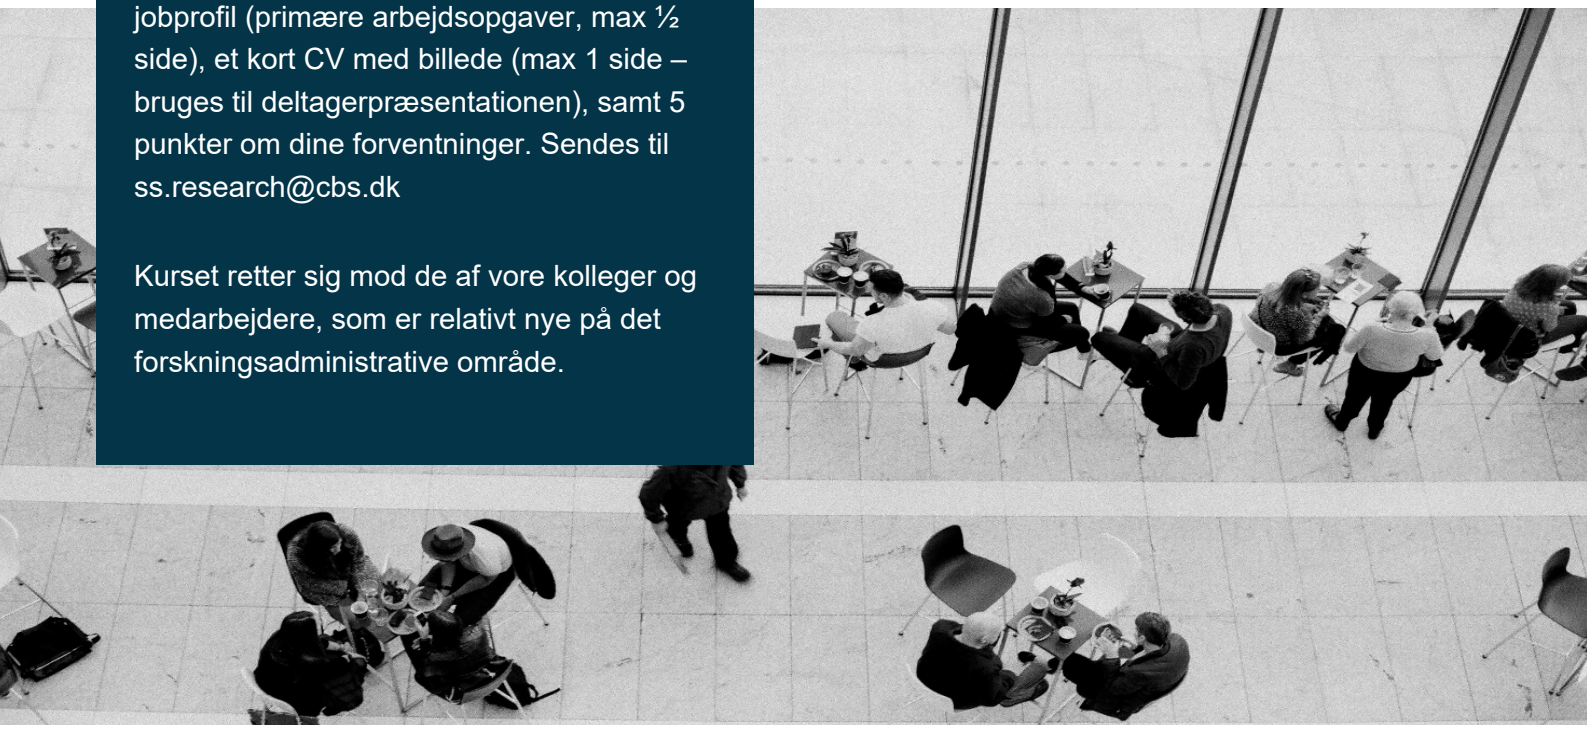 jobprofil (primære arbejdsopgaver, max ½
side), et kort CV med billede (max 1 side –
bruges til deltagerpræsentationen), samt 5
punkter om dine forventninger. Sendes til
ss.research@cbs.dk
Kurset retter sig mod de af vore kolleger og
medarbejdere, som er relativt nye på det
forskningsadministrative område.